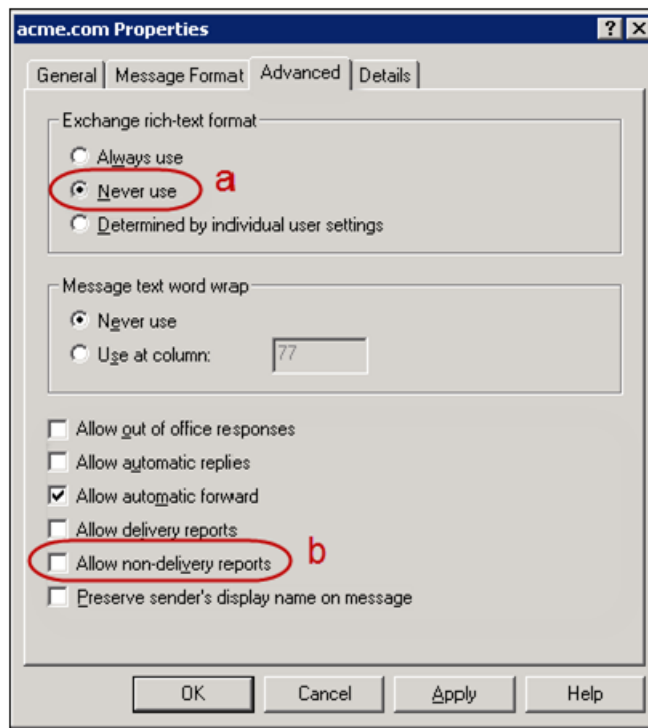 acme.com Properties
General Message Format Advanced Details
Exchange rich-text format
Always use
Never use a
Determined by individual user settings
Message text word wrap
Never use
Use at column: 77
Allow out of office responses
Allow automatic replies
Allow automatic forward
Allow delivery reports
Allow non-delivery reports b
Preserve sender's display name on message
OK Cancel Apply Help